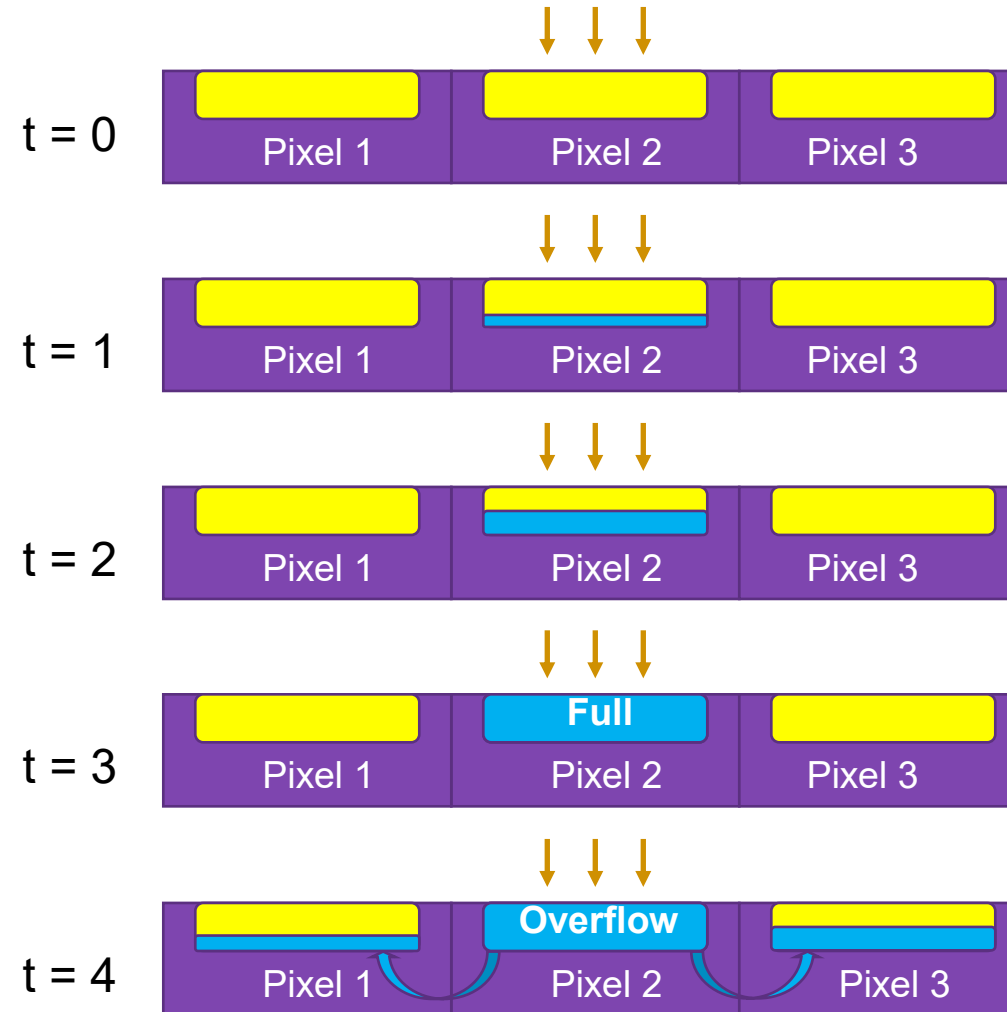 t = 0
Pixel 1 Pixel 2 Pixel 3
t = 1
Pixel 1 Pixel 2 Pixel 3
t = 2
Pixel 1 Pixel 2 Pixel 3
Full
t = 3
Pixel 1 Pixel 2 Pixel 3
Overflow
t = 4
Pixel 1 Pixel 2 Pixel 3